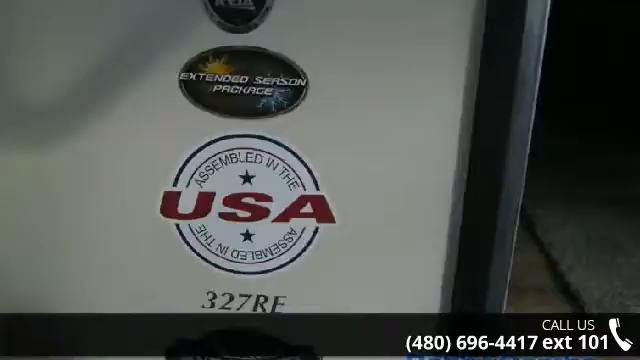 EXTENDED SEASON
PACKAGE
ASSEMBLED IN THE
USA
ASSEMBLED IN THE
327RE
CALL US
(480) 696-4417 ext 101